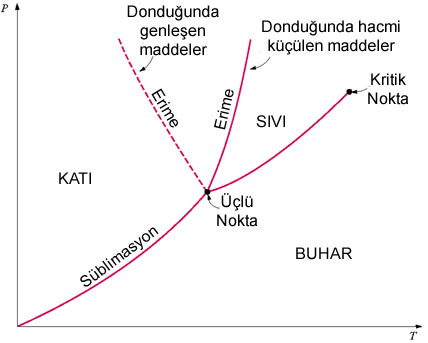 P
Donduğunda
genleşen
maddeler
Donduğunda hacmi
küçülen maddeler
Erime
Erime
Kritik
Nokta
SIVI
KATI
Üçlü
Nokta
Süblimasyon
BUHAR
T